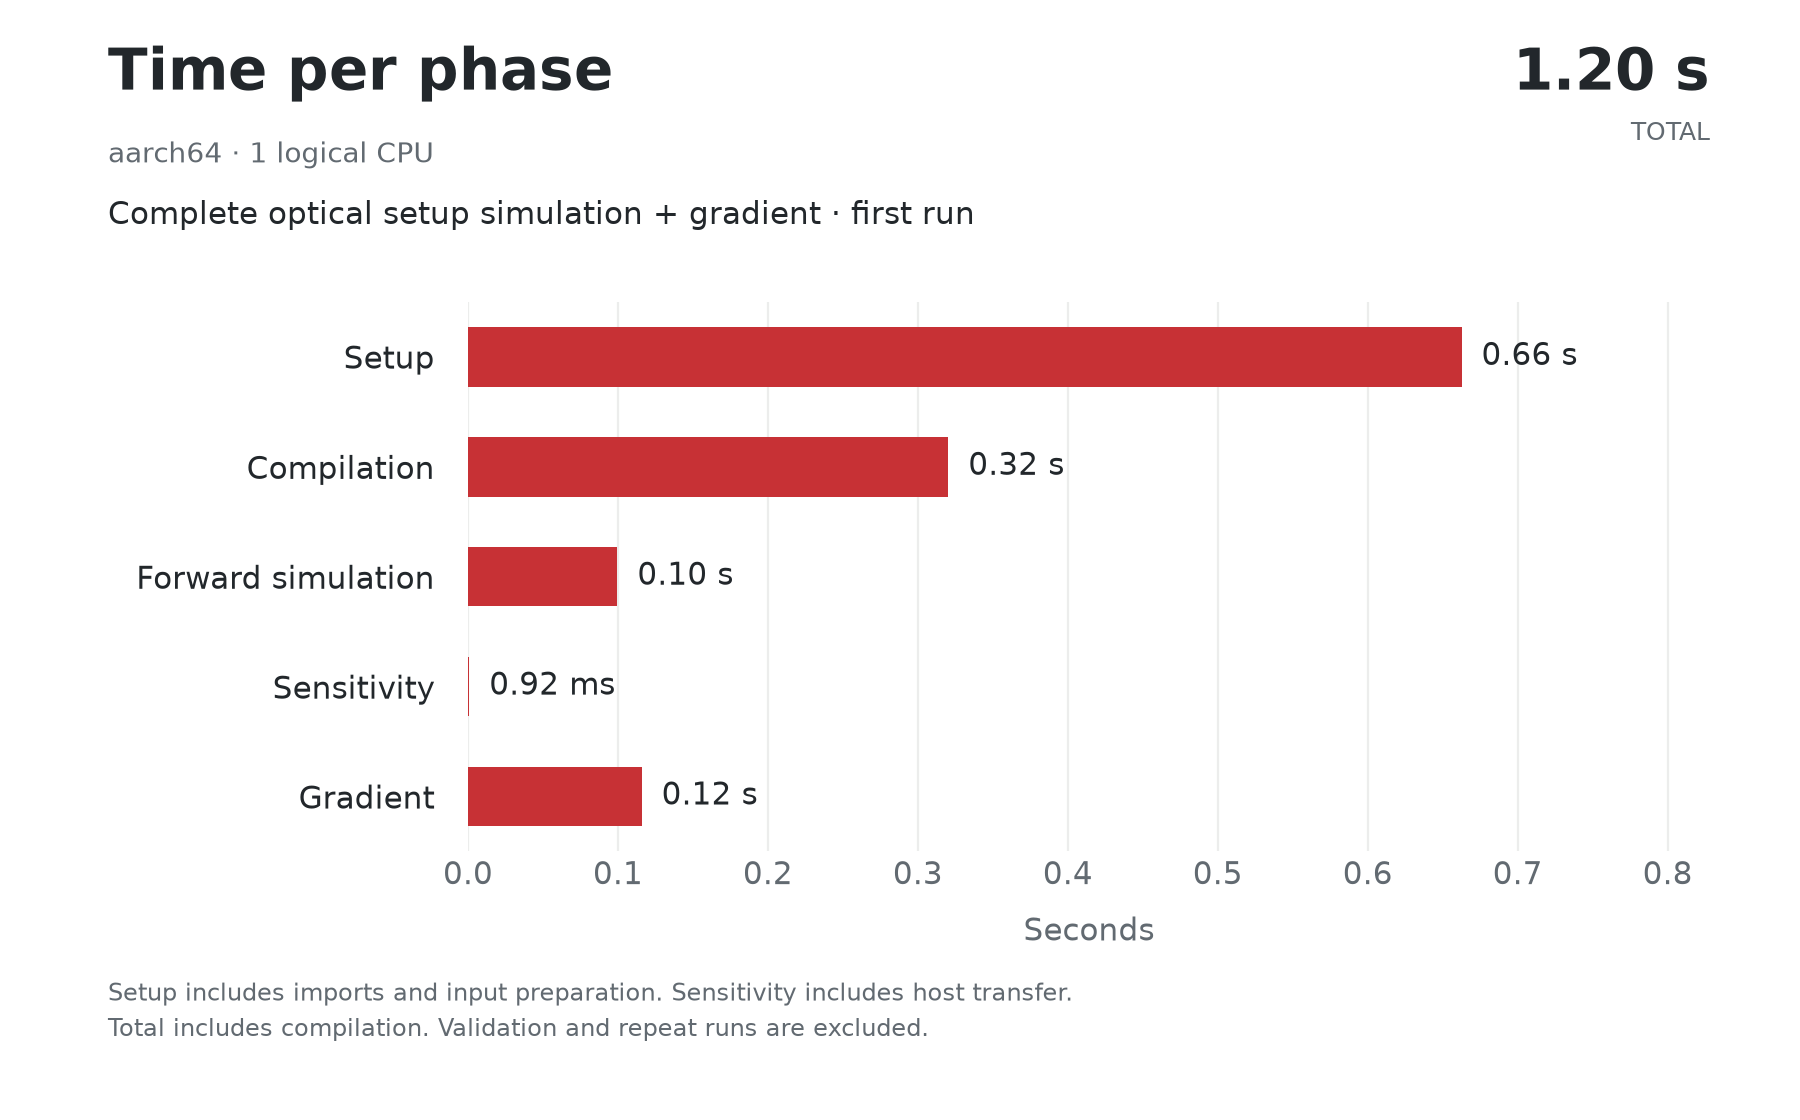 Time per phase
1.20 s
TOTAL
aarch64 · 1 logical CPU
Complete optical setup simulation + gradient · first run
Setup
0.66 s
Compilation
0.32 s
Forward simulation
0.10 s
Sensitivity
0.92 ms
Gradient
0.12 s
0.0 0.1 0.2 0.3 0.4 0.5 0.6 0.7 0.8
Seconds
Setup includes imports and input preparation. Sensitivity includes host transfer.
Total includes compilation. Validation and repeat runs are excluded.